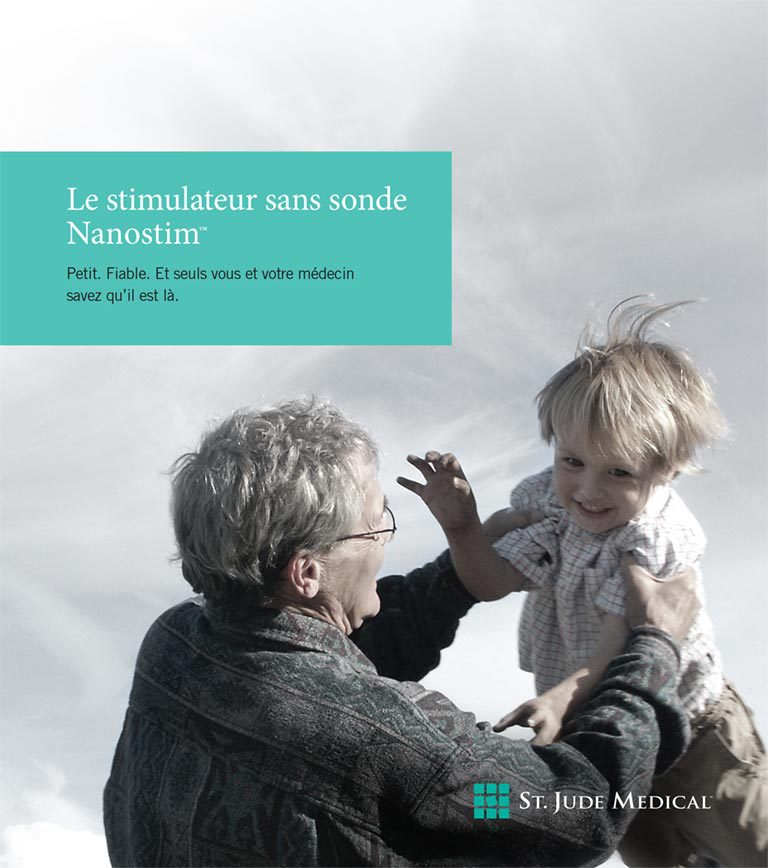 Le stimulateur sans sonde
Nanostim™
Petit. Fiable. Et seuls vous et votre médecin
savez qu'il est là.
St. Jude Medical™